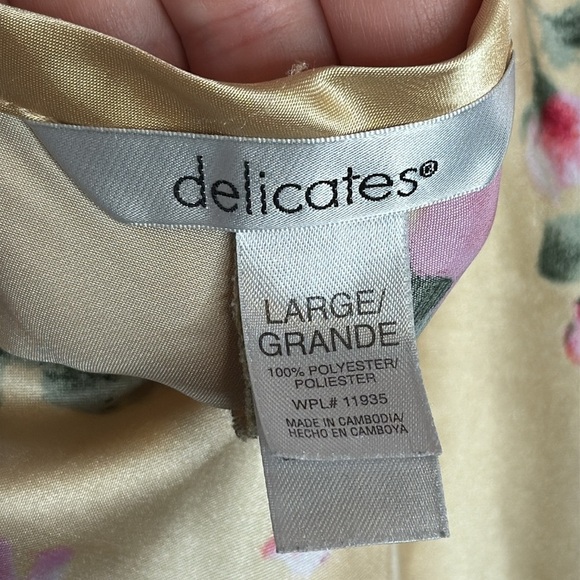 delicates®
LARGE/
GRANDE
100% POLYESTER/
POLIESTER
WPL# 11935
MADE IN CAMBODIA/
HECHO EN CAMBOYA